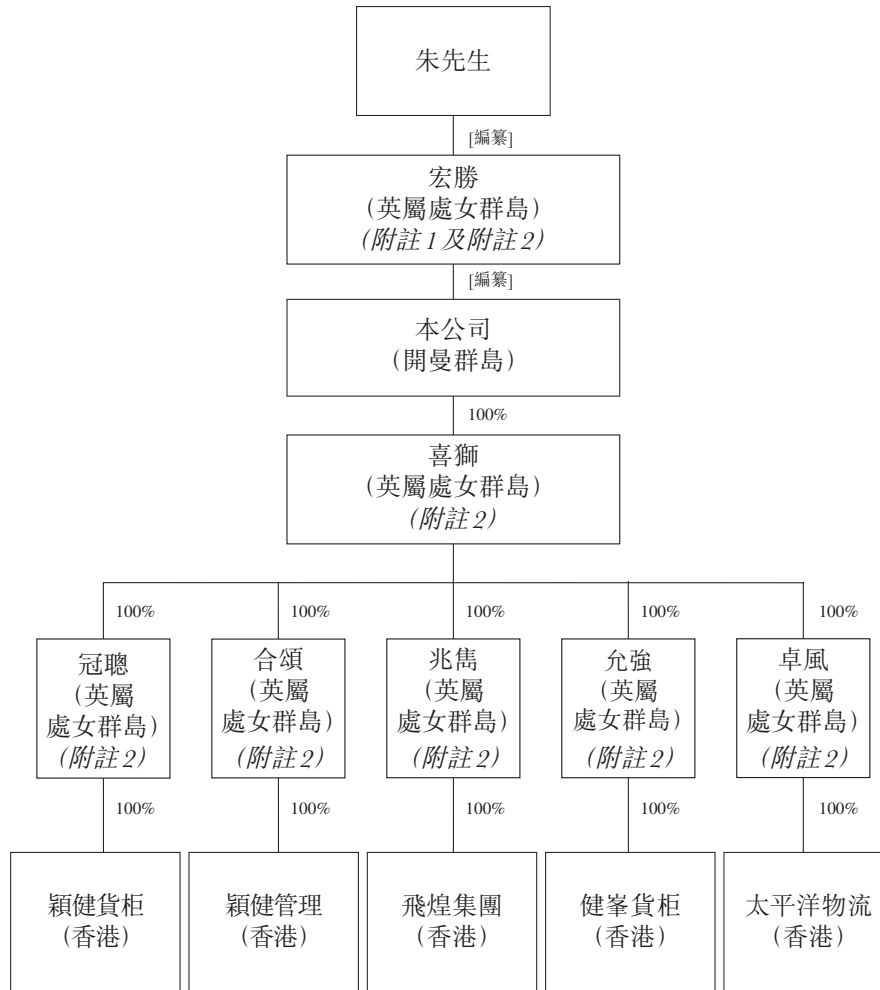 朱先生
[編纂]
宏勝
(英屬處女群島)
(附註1及附註2)
[編纂]
本公司
(開曼群島)
100%
喜獅
(英屬處女群島)
(附註2)
100%
100%
100%
100%
100%
冠聰
(英屬
處女群島)
(附註2)
合頌
(英屬
處女群島)
(附註2)
兆雋
(英屬
處女群島)
(附註2)
允強
(英屬
處女群島)
(附註2)
卓風
(英屬
處女群島)
(附註2)
100%
100%
100%
100%
100%
穎健貨柜
(香港)
穎健管理
(香港)
飛煌集團
(香港)
健峯貨柜
(香港)
太平洋物流
(香港)